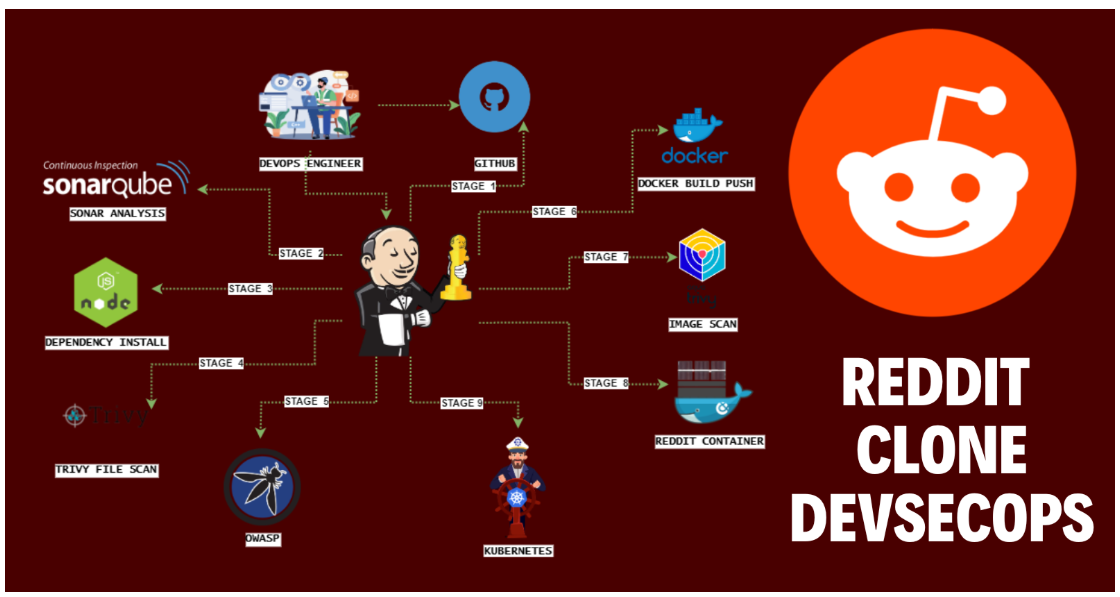 DEVOPS ENGINEER
GITHUB
docker
DOCKER BUILD PUSH
Continuous Inspection
sonarqube
SONAR ANALYSIS
STAGE 1
STAGE 6
STAGE 2
STAGE 7
JS
node
DEPENDENCY INSTALL
STAGE 3
IMAGE SCAN
STAGE 4
STAGE 8
Trivy
TRIVY FILE SCAN
STAGE 5
STAGE 9
REDDIT CONTAINER
OWASP
KUBERNETES
REDDIT
CLONE
DEVSECOPS